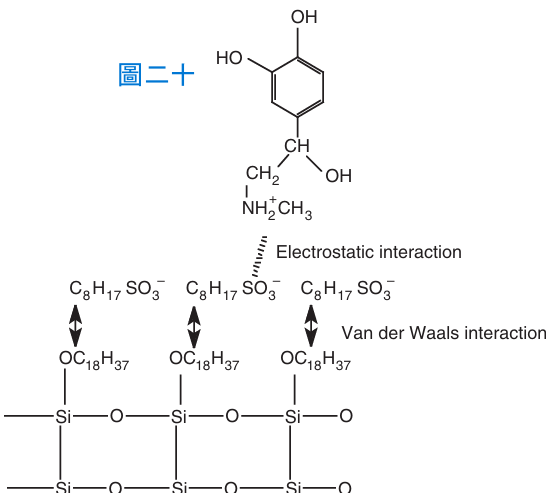 OH
HO
圖二十
CH
CH2
OH
NH2+CH3
Electrostatic interaction
C8H17 SO3− C8H17 SO3− C8H17 SO3−
Van der Waals interaction
OC18H37 OC18H37 OC18H37
Si O Si O Si O
Si O Si O Si O